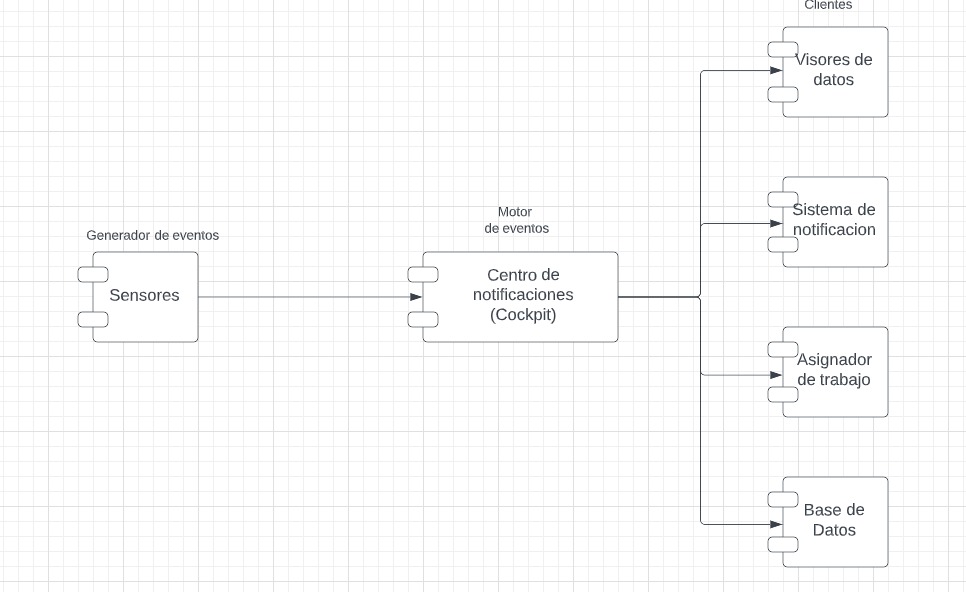 Clientes
Visores de
datos
Sistema de
notificacion
Motor
de eventos
Generador de eventos
Sensores
Centro de
notificaciones
(Cockpit)
Asignador
de trabajo
Base de
Datos